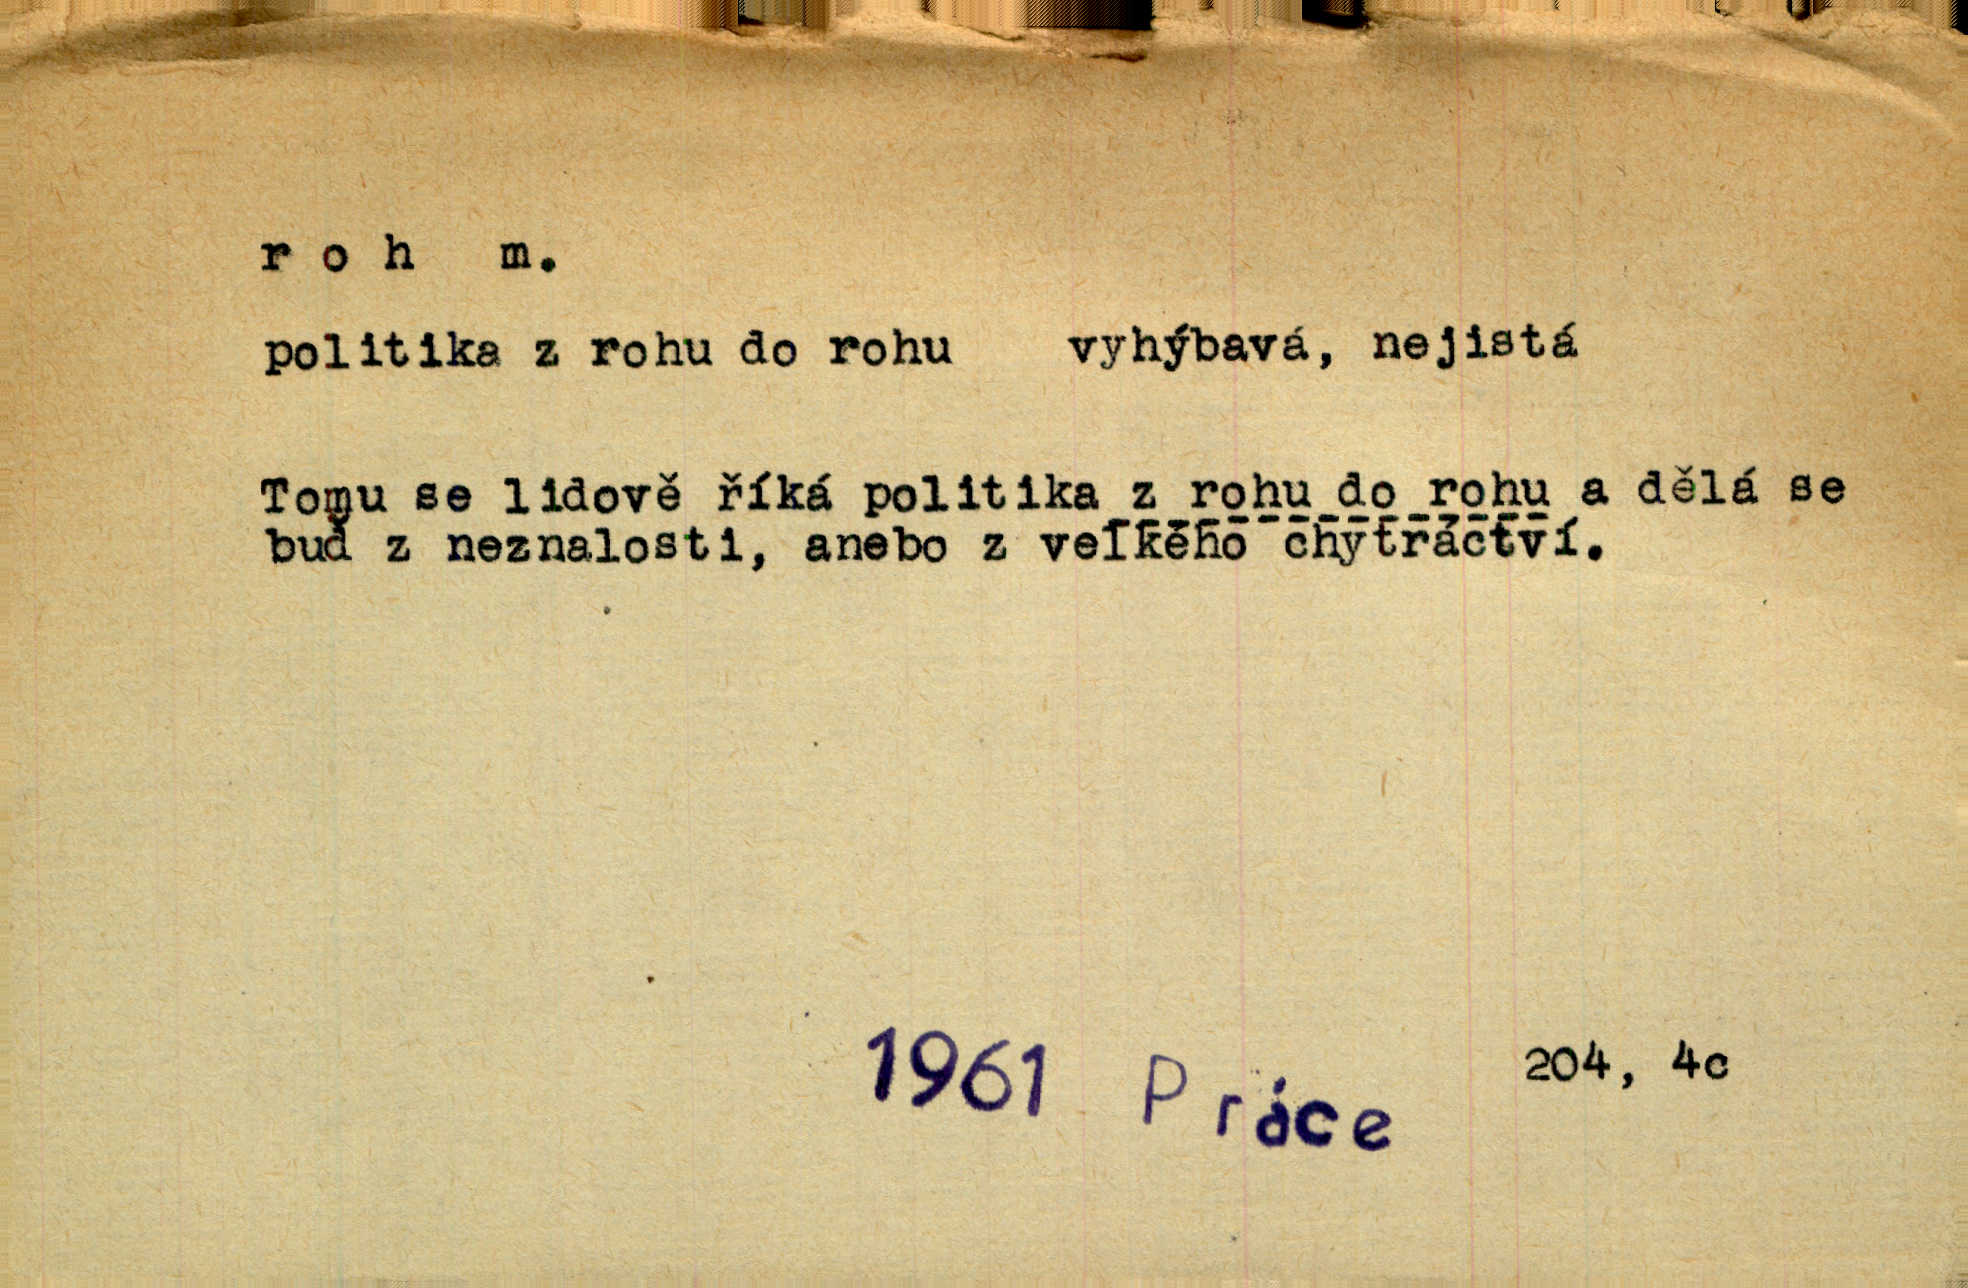 r o h m.
politika z rohu do rohu vyhýbavá, nejistá
Tomu se lidově říká politika z rohu do rohu a dělá se
buď z neznalosti, anebo z velkého chytráctví.
1961 Práce 204, 4c